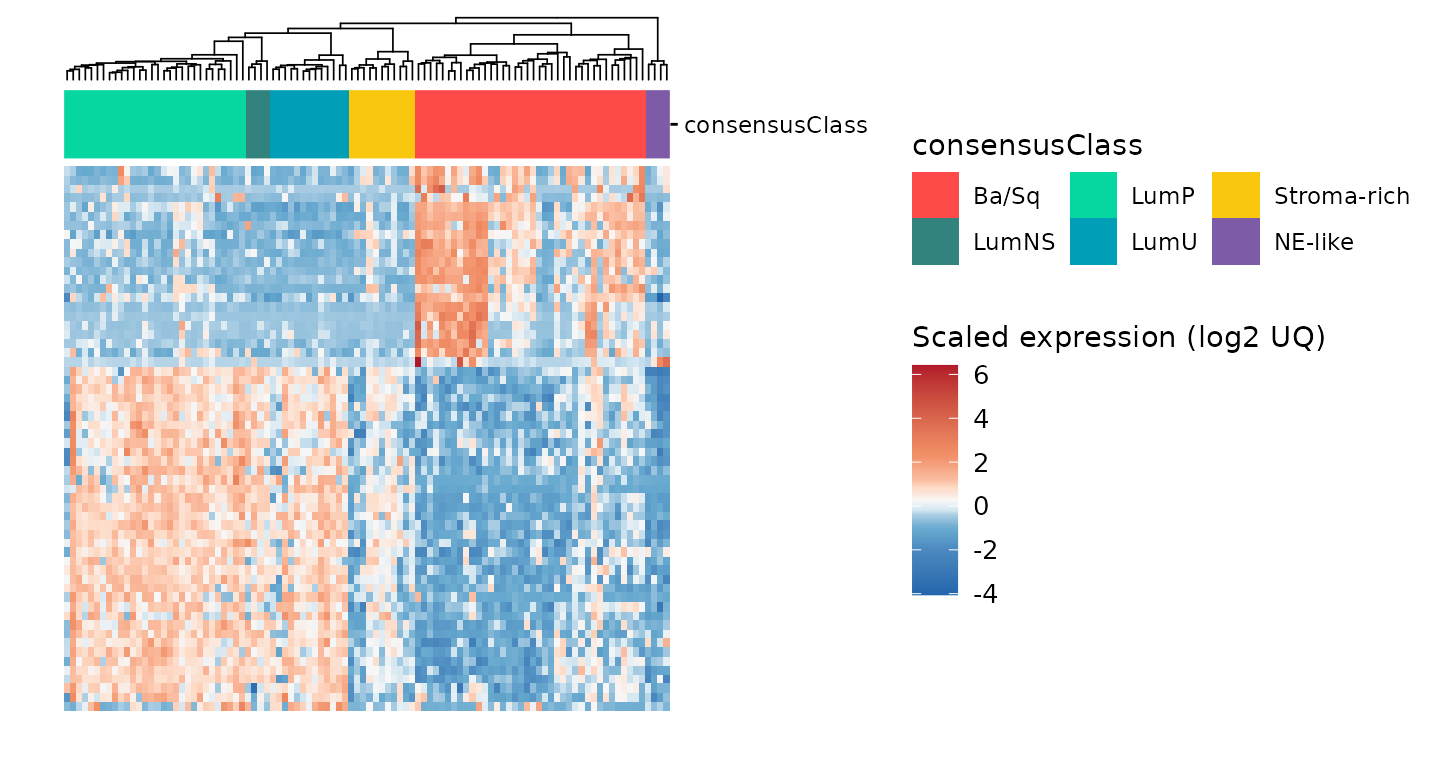 consensusClass
consensusClass
Ba/Sq LumP Stroma-rich
LumNS LumU NE-like
Scaled expression (log2 UQ)
6
4
2
0
-2
-4